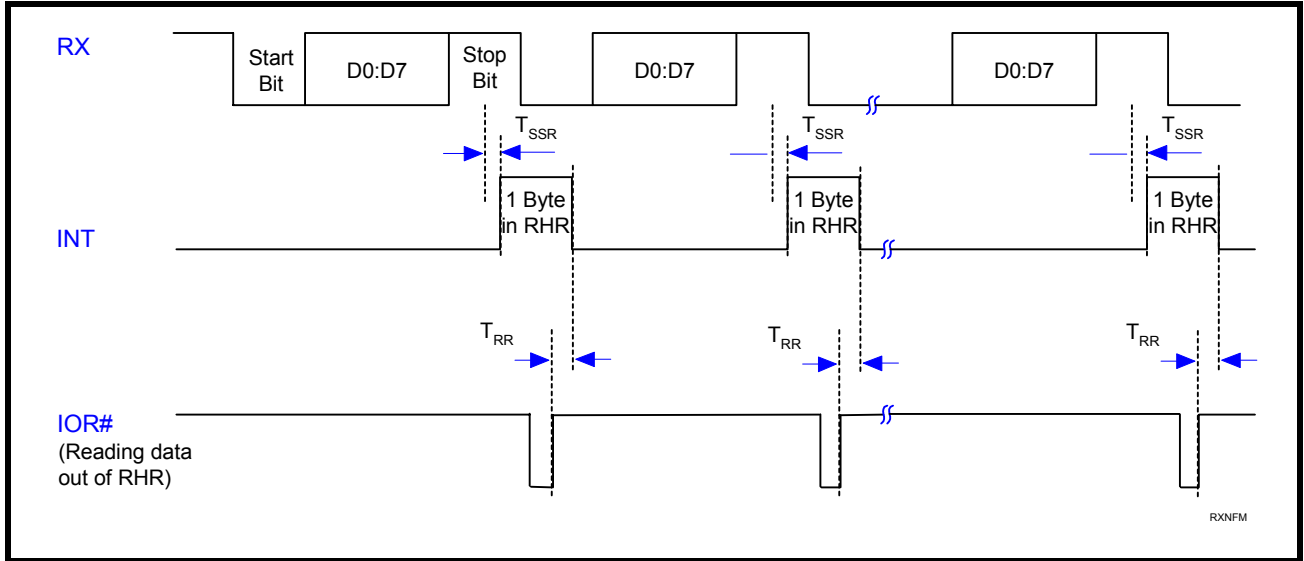 RX
Start
Bit
D0:D7
Stop
Bit
D0:D7
D0:D7
TSSR
TSSR
TSSR
INT
1 Byte
in RHR
1 Byte
in RHR
1 Byte
in RHR
TRR
TRR
TRR
IOR#
(Reading data
out of RHR)
RXNFM